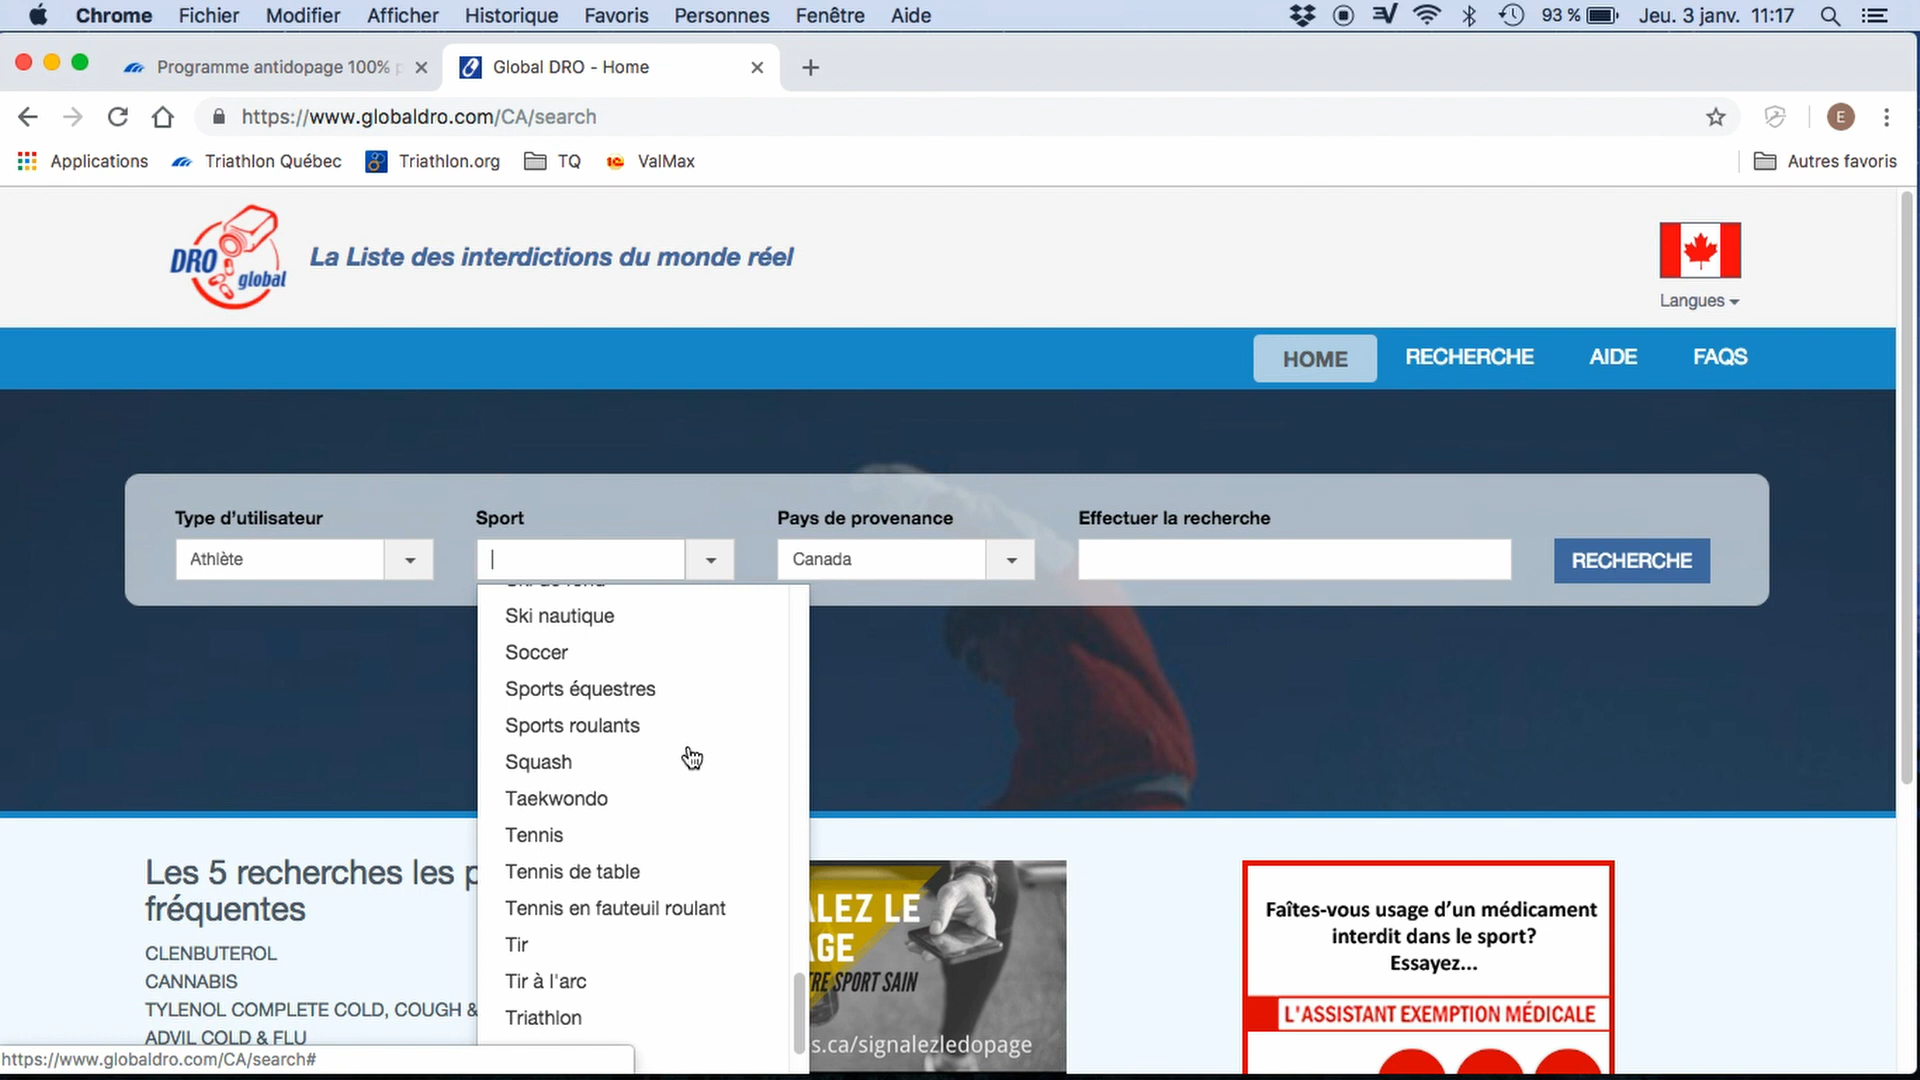 Chrome Fichier Modifier Afficher Historique Favoris Personnes Fenêtre Aide 93 % Jeu. 3 janv. 11:17
Programme antidopage 100% Global DRO - Home
https://www.globaldro.com/CA/search E
Applications Triathlon Québec Triathlon.org TQ ValMax Autres favoris
DRO global
La Liste des interdictions du monde réel
Langues
HOME RECHERCHE AIDE FAQS
Type d'utilisateur Sport Pays de provenance Effectuer la recherche
Athlète Canada RECHERCHE
Ski nautique
Soccer
Sports équestres
Sports roulants
Squash
Taekwondo
Tennis
Tennis de table
Tennis en fauteuil roulant
Tir
Tir à l'arc
Triathlon
Les 5 recherches les p
fréquentes
CLENBUTEROL
CANNABIS
TYLENOL COMPLETE COLD, COUGH &
ADVIL COLD & FLU
ALEZ LE
AGE
TRE SPORT SAIN
s.ca/signalezledopage
Faîtes-vous usage d'un médicament
interdit dans le sport?
Essayez...
L'ASSISTANT EXEMPTION MÉDICALE
https://www.globaldro.com/CA/search#